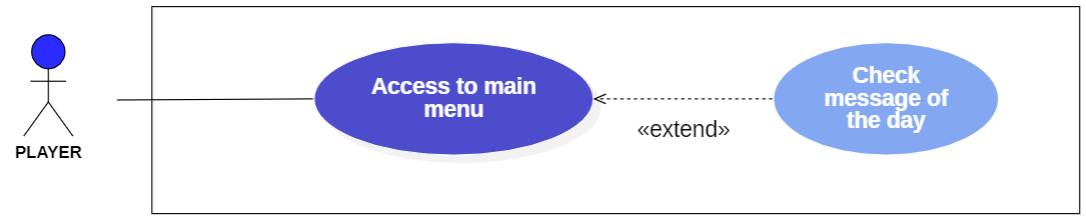 Access to main
menu
Check
message of
the day
«extend»
PLAYER